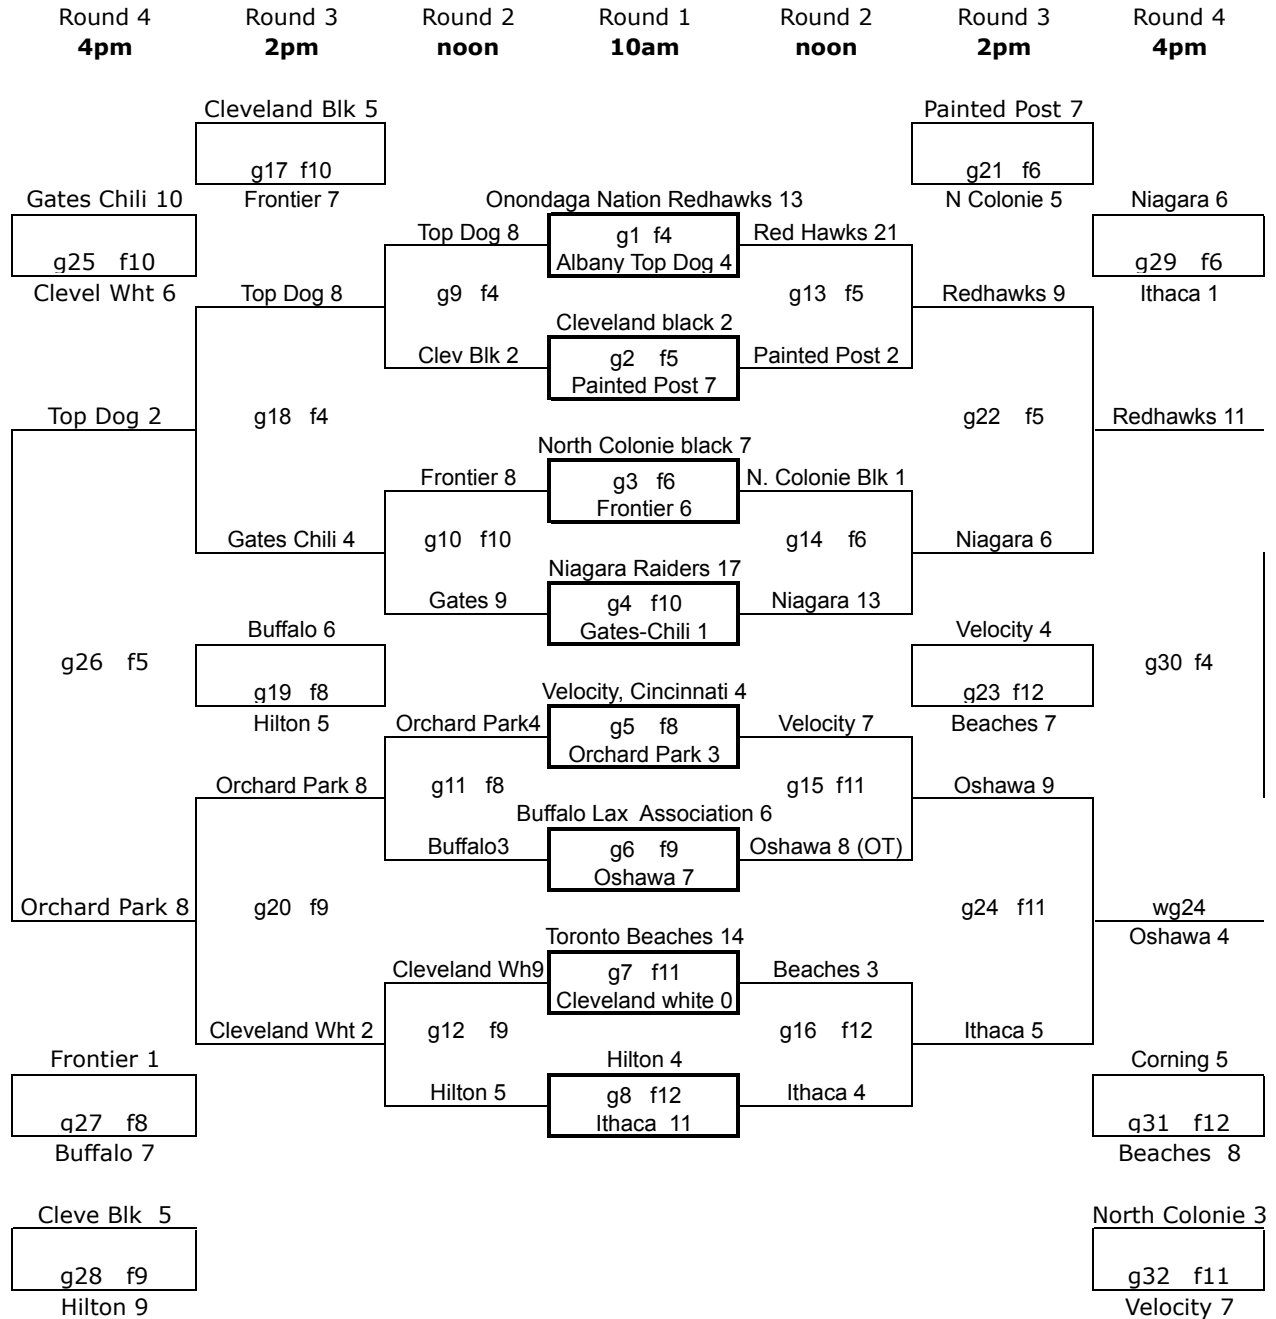 Round 4 Round 3 Round 2 Round 1 Round 2 Round 3 Round 4
4pm 2pm noon 10am noon 2pm 4pm
Cleveland Blk 5 Painted Post 7
g17 f10 g21 f6
Gates Chili 10 Frontier 7 Onondaga Nation Redhawks 13 N Colonie 5 Niagara 6
Top Dog 8 g1 f4 Red Hawks 21
g25 f10 Albany Top Dog 4 g29 f6
Clevel Wht 6 Top Dog 8 g9 f4 g13 f5 Redhawks 9 Ithaca 1
Cleveland black 2
Clev Blk 2 g2 f5 Painted Post 2
Painted Post 7
Top Dog 2 g18 f4 g22 f5 Redhawks 11
North Colonie black 7
Frontier 8 g3 f6 N. Colonie Blk 1
Frontier 6
Gates Chili 4 g10 f10 g14 f6 Niagara 6
Niagara Raiders 17
Gates 9 g4 f10 Niagara 13
Buffalo 6 Gates-Chili 1 Velocity 4
g26 f5 g30 f4
g19 f8 Velocity, Cincinnati 4 g23 f12
Hilton 5 Orchard Park4 g5 f8 Velocity 7 Beaches 7
Orchard Park 3
Orchard Park 8 g11 f8 g15 f11 Oshawa 9
Buffalo Lax Association 6
Buffalo3 g6 f9 Oshawa 8 (OT)
Oshawa 7
Orchard Park 8 g20 f9 g24 f11 wg24
Toronto Beaches 14 Oshawa 4
Cleveland Wh9 g7 f11 Beaches 3
Cleveland white 0
Cleveland Wht 2 g12 f9 g16 f12 Ithaca 5
Frontier 1 Hilton 4 Corning 5
Hilton 5 g8 f12 Ithaca 4
g27 f8 Ithaca 11 g31 f12
Buffalo 7 Beaches 8
Cleve Blk 5 North Colonie 3
g28 f9 g32 f11
Hilton 9 Velocity 7